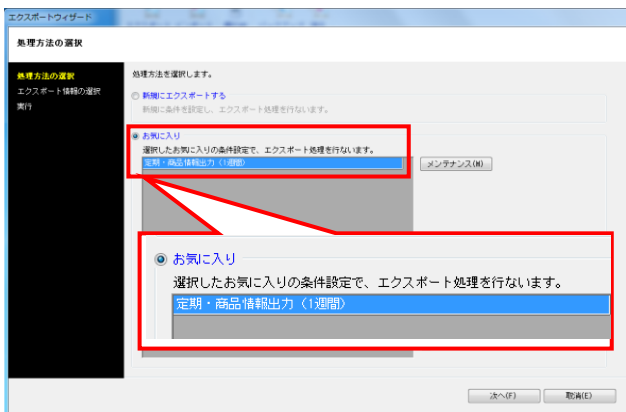 エクスポートウィザード
処理方法の選択
処理方法の選択
エクスポート情報の選択
実行
処理方法を選択します。
新規にエクスポートする
新規に条件を設定し、エクスポート処理を行ないます。
お気に入り
選択したお気に入りの条件設定で、エクスポート処理を行ないます。
定期・商品情報出力（1週間）
メンテナンス(M)
お気に入り
選択したお気に入りの条件設定で、エクスポート処理を行ないます。
定期・商品情報出力（1週間）
次へ(F)
取消(E)